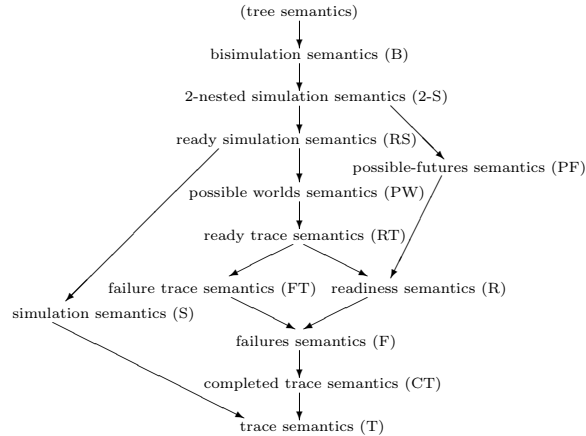 (tree semantics)
bisimulation semantics (B)
2-nested simulation semantics (2-S)
ready simulation semantics (RS)
possible-futures semantics (PF)
possible worlds semantics (PW)
ready trace semantics (RT)
failure trace semantics (FT)
readiness semantics (R)
simulation semantics (S)
failures semantics (F)
completed trace semantics (CT)
trace semantics (T)